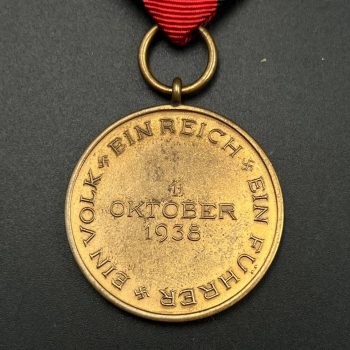 EIN VOLK EIN REICH EIN FÜHRER
1.
OKTOBER
1938